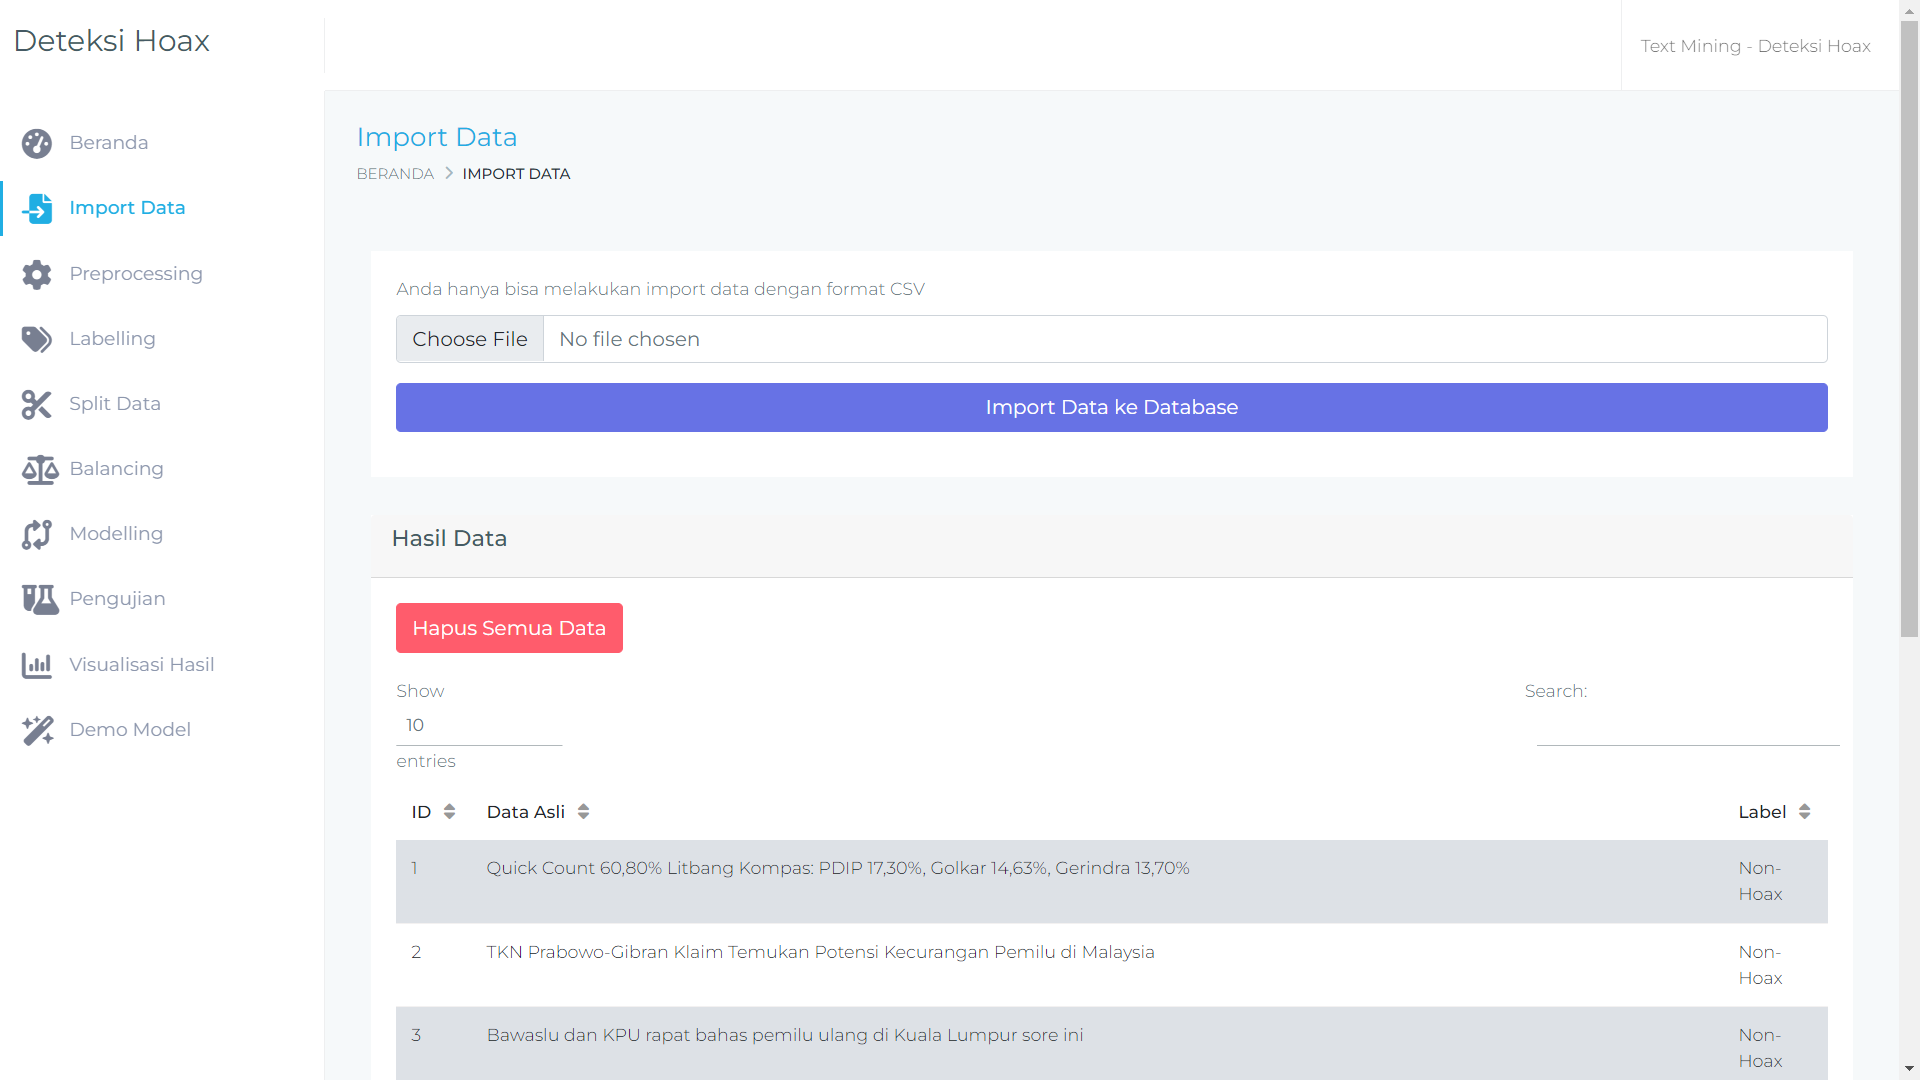 Deteksi Hoax
Text Mining - Deteksi Hoax
Beranda
Import Data
Preprocessing
Labelling
Split Data
Balancing
Modelling
Pengujian
Visualisasi Hasil
Demo Model
Import Data
BERANDA > IMPORT DATA
Anda hanya bisa melakukan import data dengan format CSV
Choose File No file chosen
Import Data ke Database
Hasil Data
Hapus Semua Data
Show
10
entries
Search:
ID Data Asli Label
1 Quick Count 60,80% Litbang Kompas: PDIP 17,30%, Golkar 14,63%, Gerindra 13,70% Non-
Hoax
2 TKN Prabowo-Gibran Klaim Temukan Potensi Kecurangan Pemilu di Malaysia Non-
Hoax
3 Bawaslu dan KPU rapat bahas pemilu ulang di Kuala Lumpur sore ini Non-
Hoax